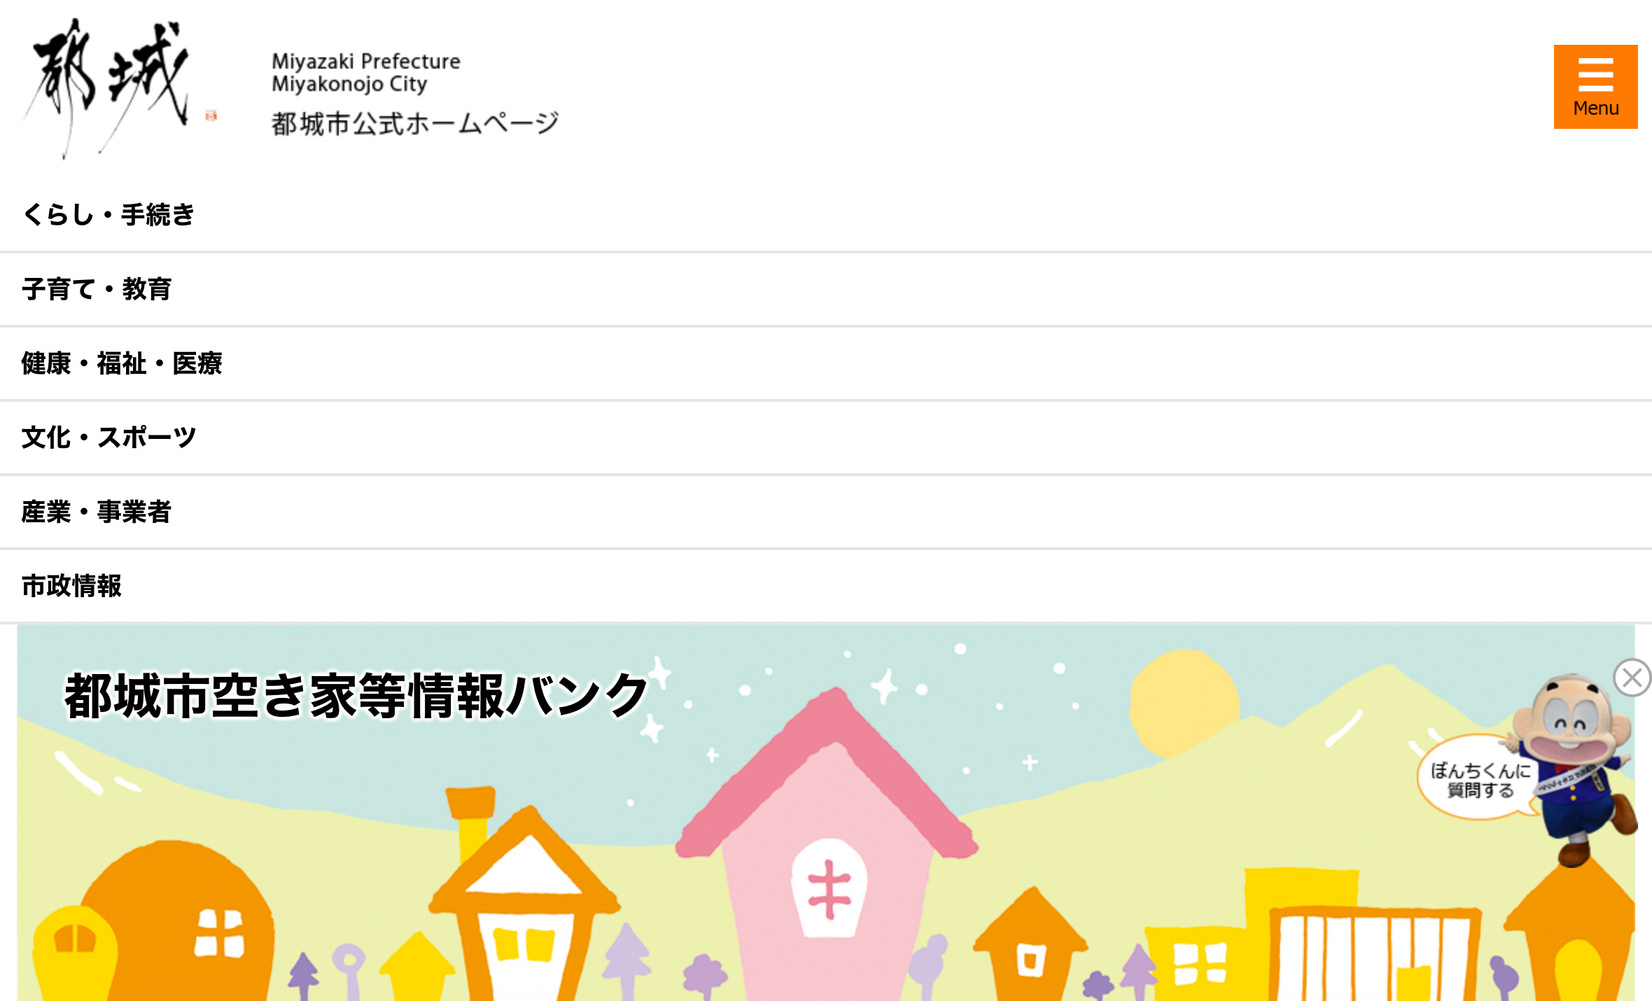 都城
Miyazaki Prefecture
Miyakonojo City
都城市公式ホームページ
Menu
くらし・手続き
子育て・教育
健康・福祉・医療
文化・スポーツ
産業・事業者
市政情報
都城市空き家等情報バンク
ぼんちくんに
質問する